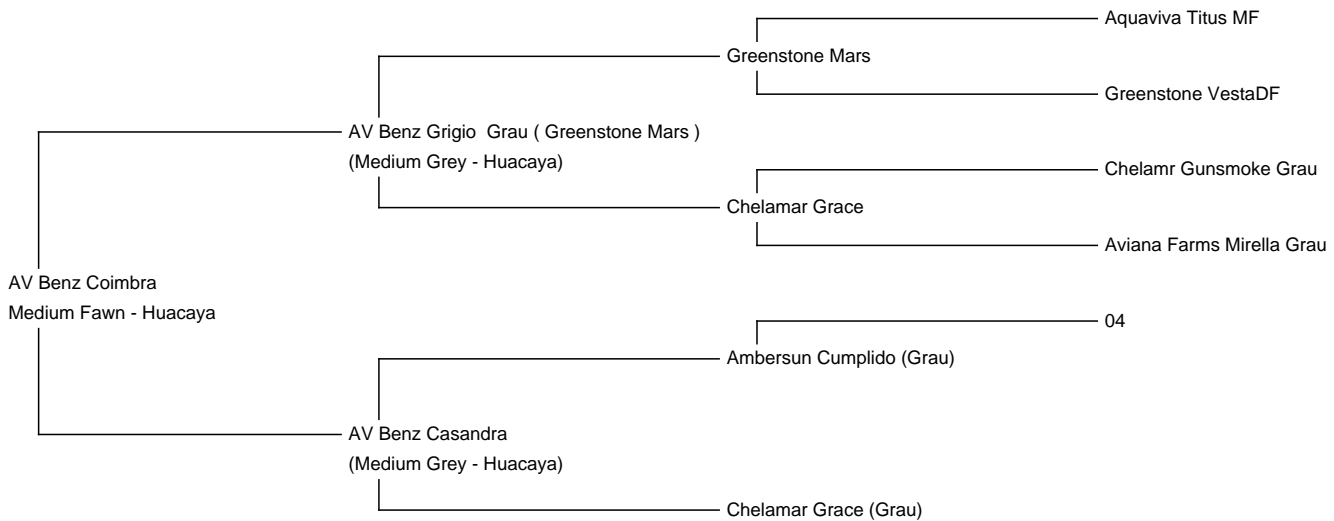 Aquaviva Titus MF
Greenstone Mars
Greenstone VestaDF
AV Benz Grigio  Grau ( Greenstone Mars )
(Medium Grey - Huacaya)
Chelamr Gunsmoke Grau
Chelamar Grace
Aviana Farms Mirella Grau
AV Benz Coimbra
Medium Fawn - Huacaya
04
Ambersun Cumplido (Grau)
AV Benz Casandra
(Medium Grey - Huacaya)
Chelamar Grace (Grau)